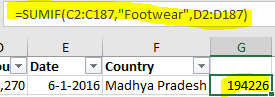 =SUMIF(C2:C187,"Footwear",D2:D187)
D E F G
Date Country
,270 6-1-2016 Madhya Pradesh 194226